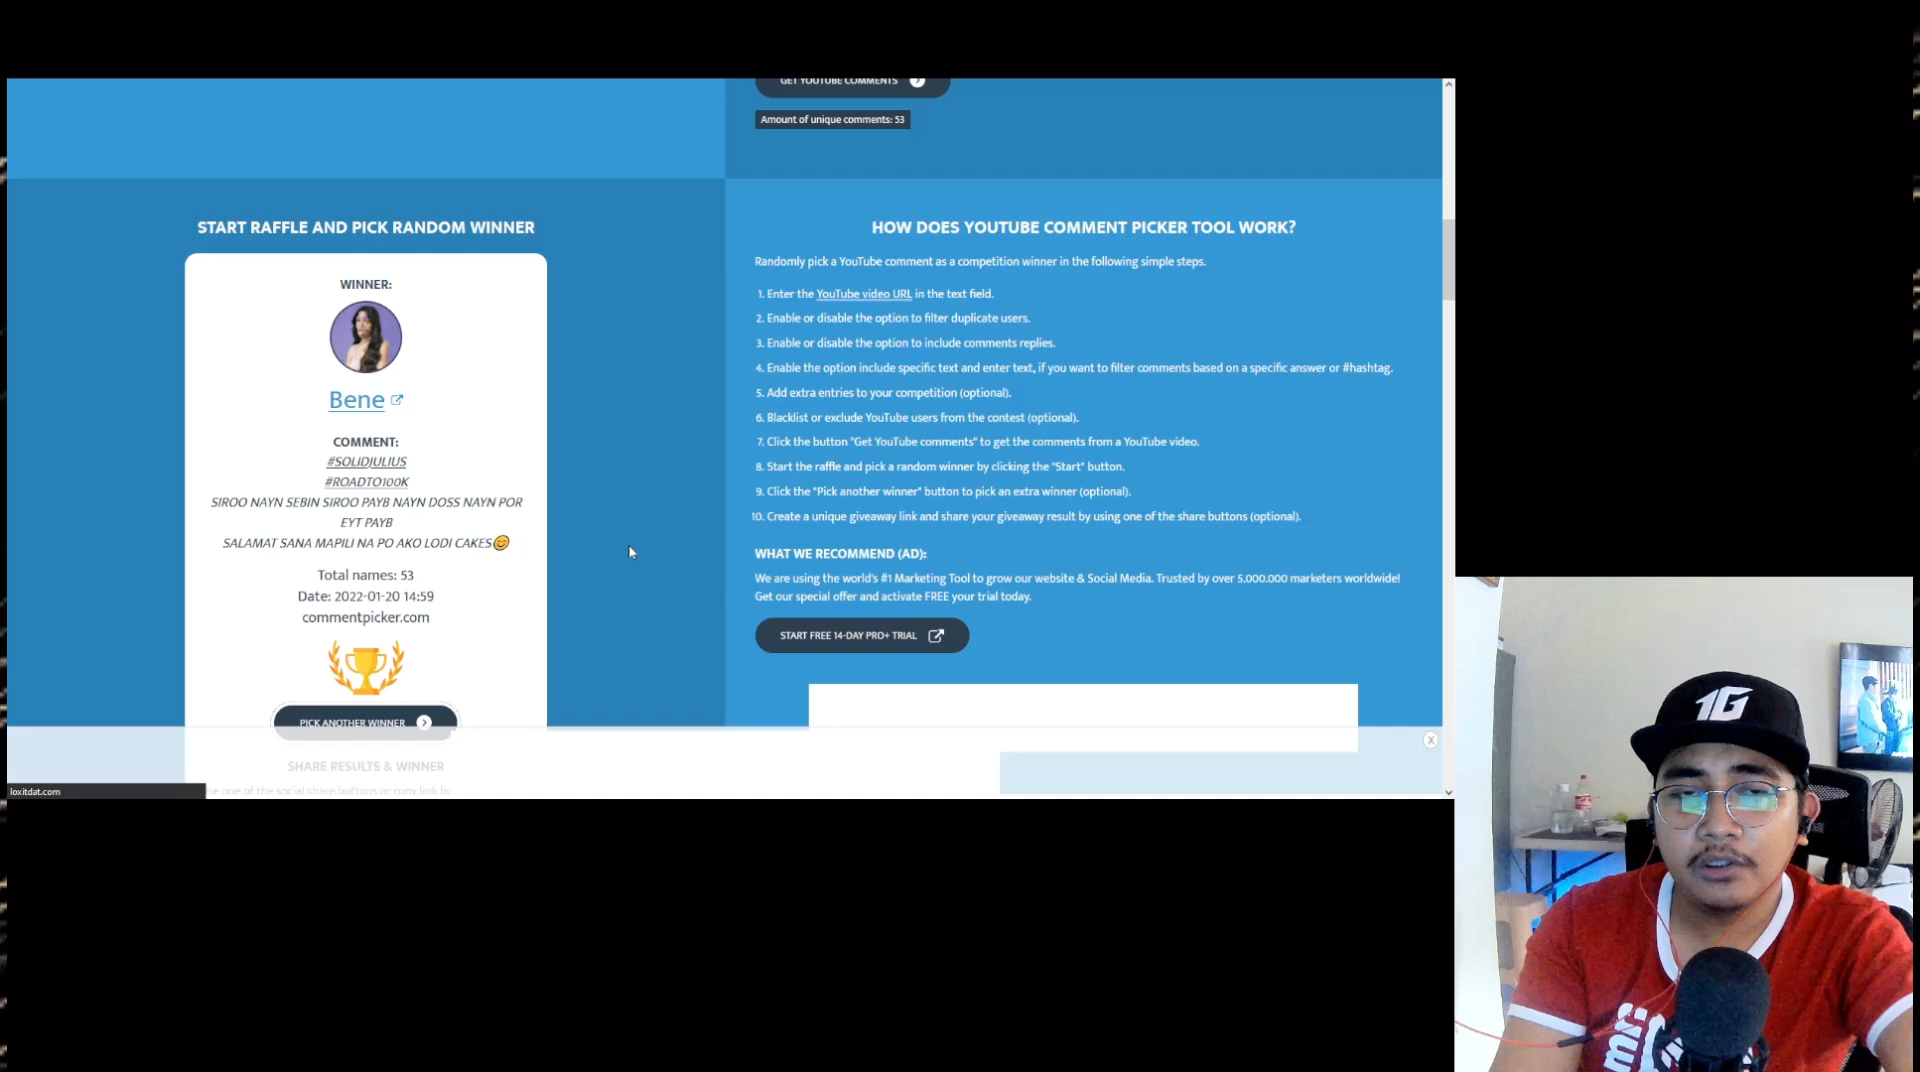 GET YOUTUBE COMMENTS
Amount of unique comments: 53
START RAFFLE AND PICK RANDOM WINNER
WINNER:
Bene
COMMENT:
#SOLIDJULIUS
#ROADTO100K
SIROO NAYN SEBIN SIROO PAYB NAYN DOSS NAYN POR
EYT PAYB
SALAMAT SANA MAPILI NA PO AKO LODI CAKES😊
Total names: 53
Date: 2022-01-20 14:59
commentpicker.com
PICK ANOTHER WINNER
SHARE RESULTS & WINNER
se one of the social share buttons or copy link by
loxitdat.com
HOW DOES YOUTUBE COMMENT PICKER TOOL WORK?
Randomly pick a YouTube comment as a competition winner in the following simple steps.
1. Enter the YouTube video URL in the text field.
2. Enable or disable the option to filter duplicate users.
3. Enable or disable the option to include comments replies.
4. Enable the option include specific text and enter text, if you want to filter comments based on a specific answer or #hashtag.
5. Add extra entries to your competition (optional).
6. Blacklist or exclude YouTube users from the contest (optional).
7. Click the button "Get YouTube comments" to get the comments from a YouTube video.
8. Start the raffle and pick a random winner by clicking the "Start" button.
9. Click the "Pick another winner" button to pick an extra winner (optional).
10. Create a unique giveaway link and share your giveaway result by using one of the share buttons (optional).
WHAT WE RECOMMEND (AD):
We are using the world's #1 Marketing Tool to grow our website & Social Media. Trusted by over 5.000.000 marketers worldwide!
Get our special offer and activate FREE your trial today.
START FREE 14-DAY PRO+ TRIAL
X
1G
mr.